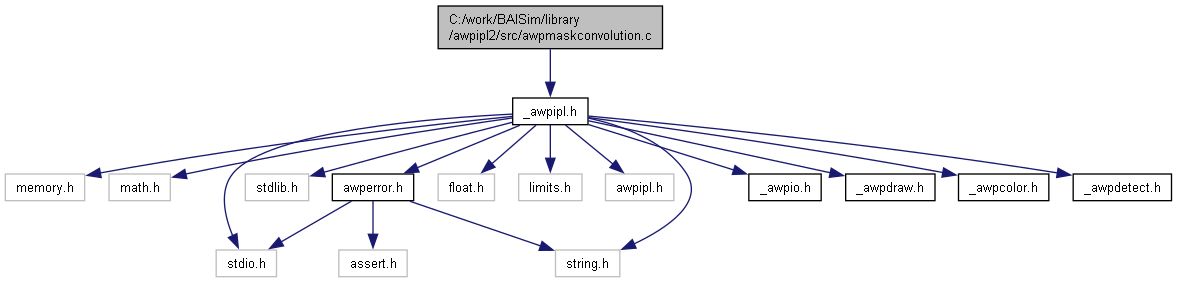 C:/work/BAISim/library
/awpipl2/src/awpmaskconvolution.c
_awpipl.h
memory.h
math.h
stdlib.h
awperror.h
float.h
limits.h
awpipl.h
_awpio.h
_awpdraw.h
_awpcolor.h
_awpdetect.h
stdio.h
assert.h
string.h